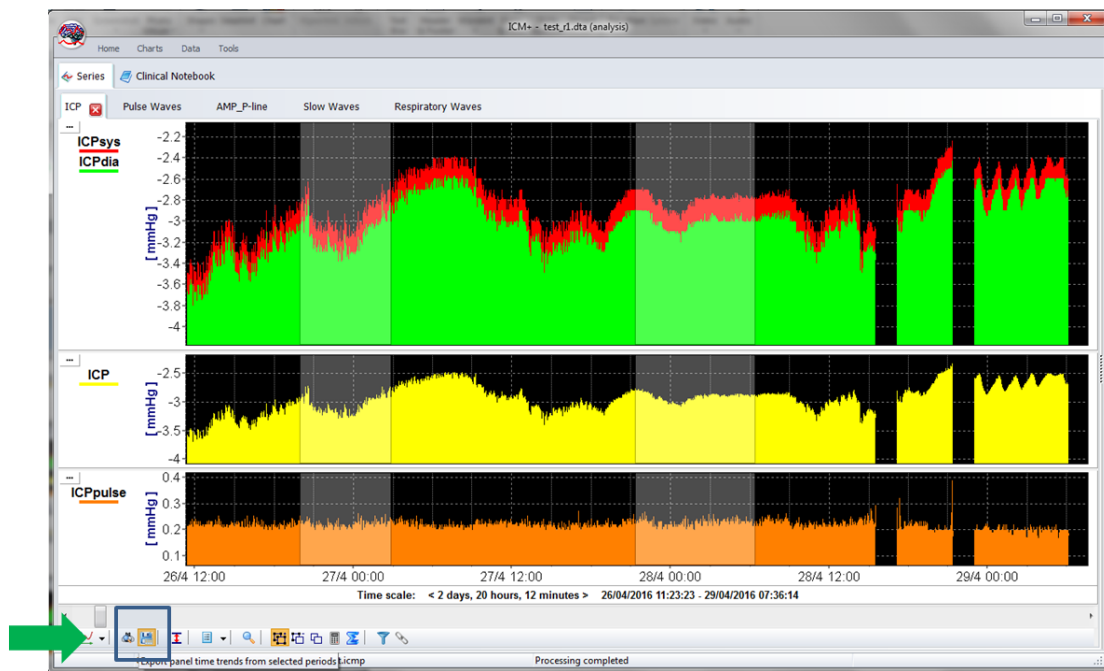 ICM+ - test_r1.dta (analysis)
Home Charts Data Tools
Series Clinical Notebook
ICP Pulse Waves AMP_P-line Slow Waves Respiratory Waves
ICPsys
ICPdia
[mmHg]
-2.2
-2.4
-2.6
-2.8
-3
-3.2
-3.4
-3.6
-3.8
-4
ICP
[mmHg]
-2.5
-3
-3.5
-4
ICPpulse
[mmHg]
0.4
0.3
0.2
0.1
26/4 12:00 27/4 00:00 27/4 12:00 28/4 00:00 28/4 12:00 29/4 00:00
Time scale: < 2 days, 20 hours, 12 minutes > 26/04/2016 11:23:23 - 29/04/2016 07:36:14
Export panel time trends from selected periods t.icmp Processing completed